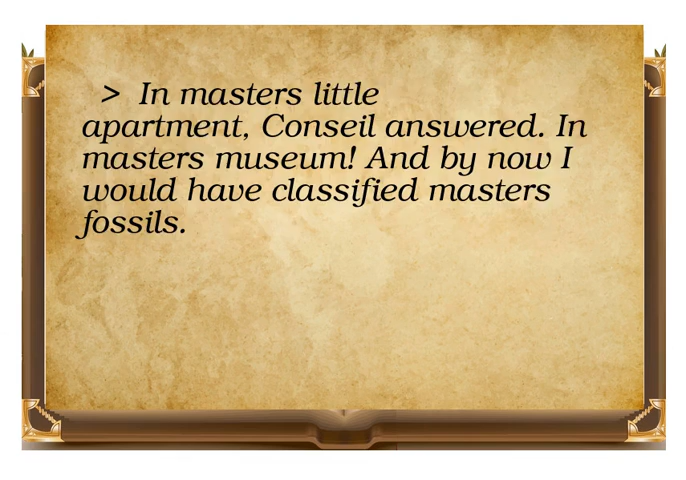 > In masters little
apartment, Conseil answered. In
masters museum! And by now I
would have classified masters
fossils.